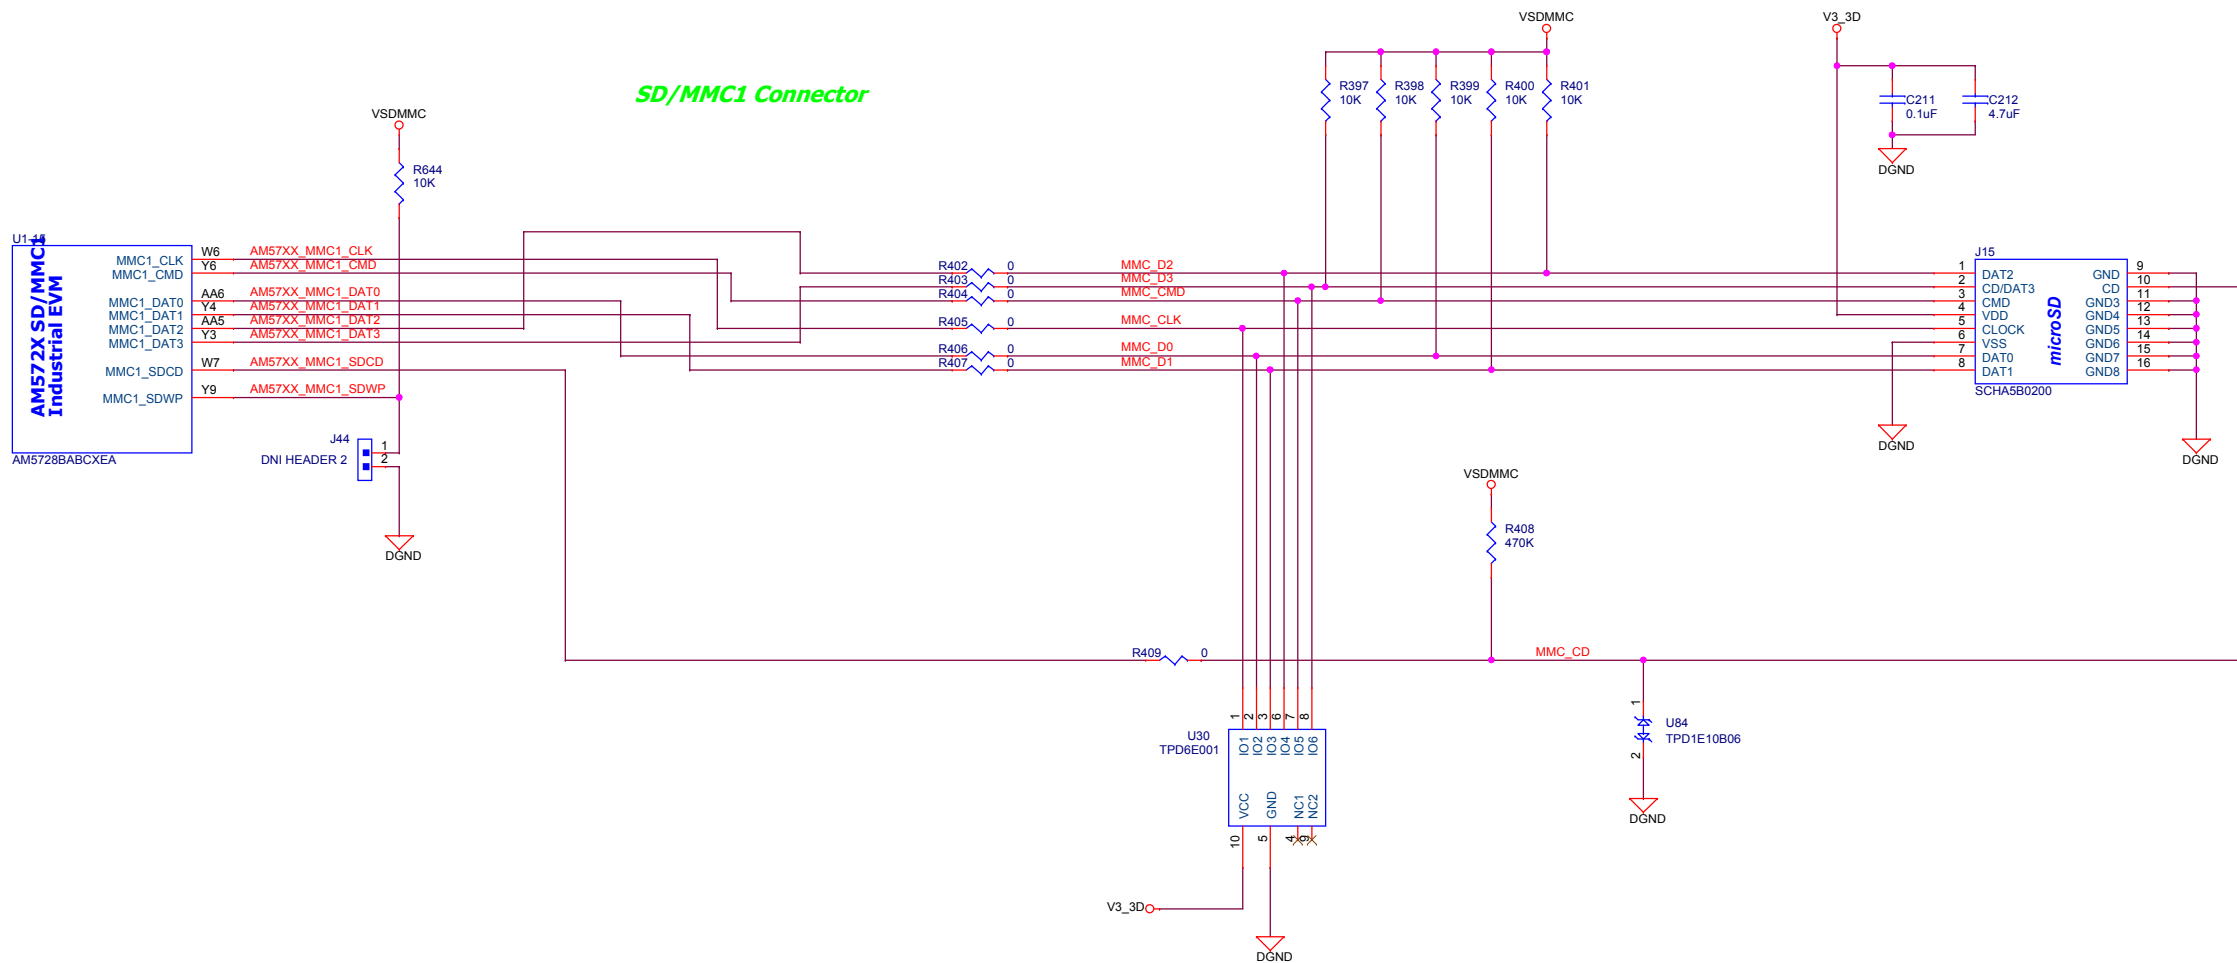 VSDMMC
V3_3D
SD/MMC1 Connector
R397
10K
R398
10K
R399
10K
R400
10K
R401
10K
C211
0.1uF
C212
4.7uF
DGND
VSDMMC
R644
10K
U1-15
AM572X SD/MMC1
Industrial EVM
MMC1_CLK
MMC1_CMD
MMC1_DAT0
MMC1_DAT1
MMC1_DAT2
MMC1_DAT3
MMC1_SDCD
MMC1_SDWP
AM5728BABCXEA
W6
Y6
AA6
Y4
AA5
Y3
W7
Y9
AM57XX_MMC1_CLK
AM57XX_MMC1_CMD
AM57XX_MMC1_DAT0
AM57XX_MMC1_DAT1
AM57XX_MMC1_DAT2
AM57XX_MMC1_DAT3
AM57XX_MMC1_SDCD
AM57XX_MMC1_SDWP
J44
DNI HEADER 2
1
2
DGND
R402 0
R403 0
R404 0
R405 0
R406 0
R407 0
MMC_D2
MMC_D3
MMC_CMD
MMC_CLK
MMC_D0
MMC_D1
J15
1 DAT2
2 CD/DAT3
3 CMD
4 VDD
5 CLOCK
6 VSS
7 DAT0
8 DAT1
microSD
GND 9
CD 10
GND3 11
GND4 12
GND5 13
GND6 14
GND7 15
GND8 16
SCHA5B0200
DGND
DGND
VSDMMC
R408
470K
R409 0
MMC_CD
1
2
3
6
7
8
U30
TPD6E001
IO1
IO2
IO3
IO4
IO5
IO6
VCC
GND
NC1
NC2
10
5
4
9
V3_3D
DGND
1
U84
TPD1E10B06
2
DGND